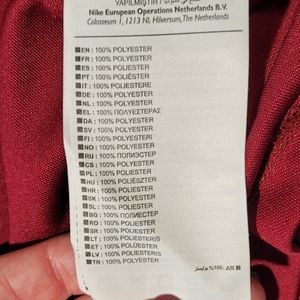 YAPILMIŞTIR /
Nike European Operations Netherlands B.V.
Colosseum 1, 1213 NL Hilversum, The Netherlands
EN : 100% POLYESTER
FR : 100% POLYESTER
ES : 100% POLIÉSTER
PT : 100% POLIÉSTER
IT : 100% POLIESTERE
DE : 100% POLYESTER
NL : 100% POLYESTER
EL : 100% ΠΟΛΥΕΣΤΕΡΑΣ
DA : 100% POLYESTER
SV : 100% POLYESTER
FI : 100% POLYESTERI
NO : 100% POLYESTER
RU : 100% ПОЛИЭСТЕР
CS : 100% POLYESTER
PL : 100% POLIESTER
HU : 100% POLIÉSZTER
HR : 100% POLIESTER
SK : 100% POLYESTER
SL : 100% POLIESTER
BG : 100% ПОЛИЕСТЕР
RO : 100% POLIESTER
SR : 100% POLIESTER
LT : 100% POLIESTERIS
ET : 100% POLÜESTER
LV : 100% POLIESTERIS
TR : 100% POLYESTER
AR : %100 بوليستر